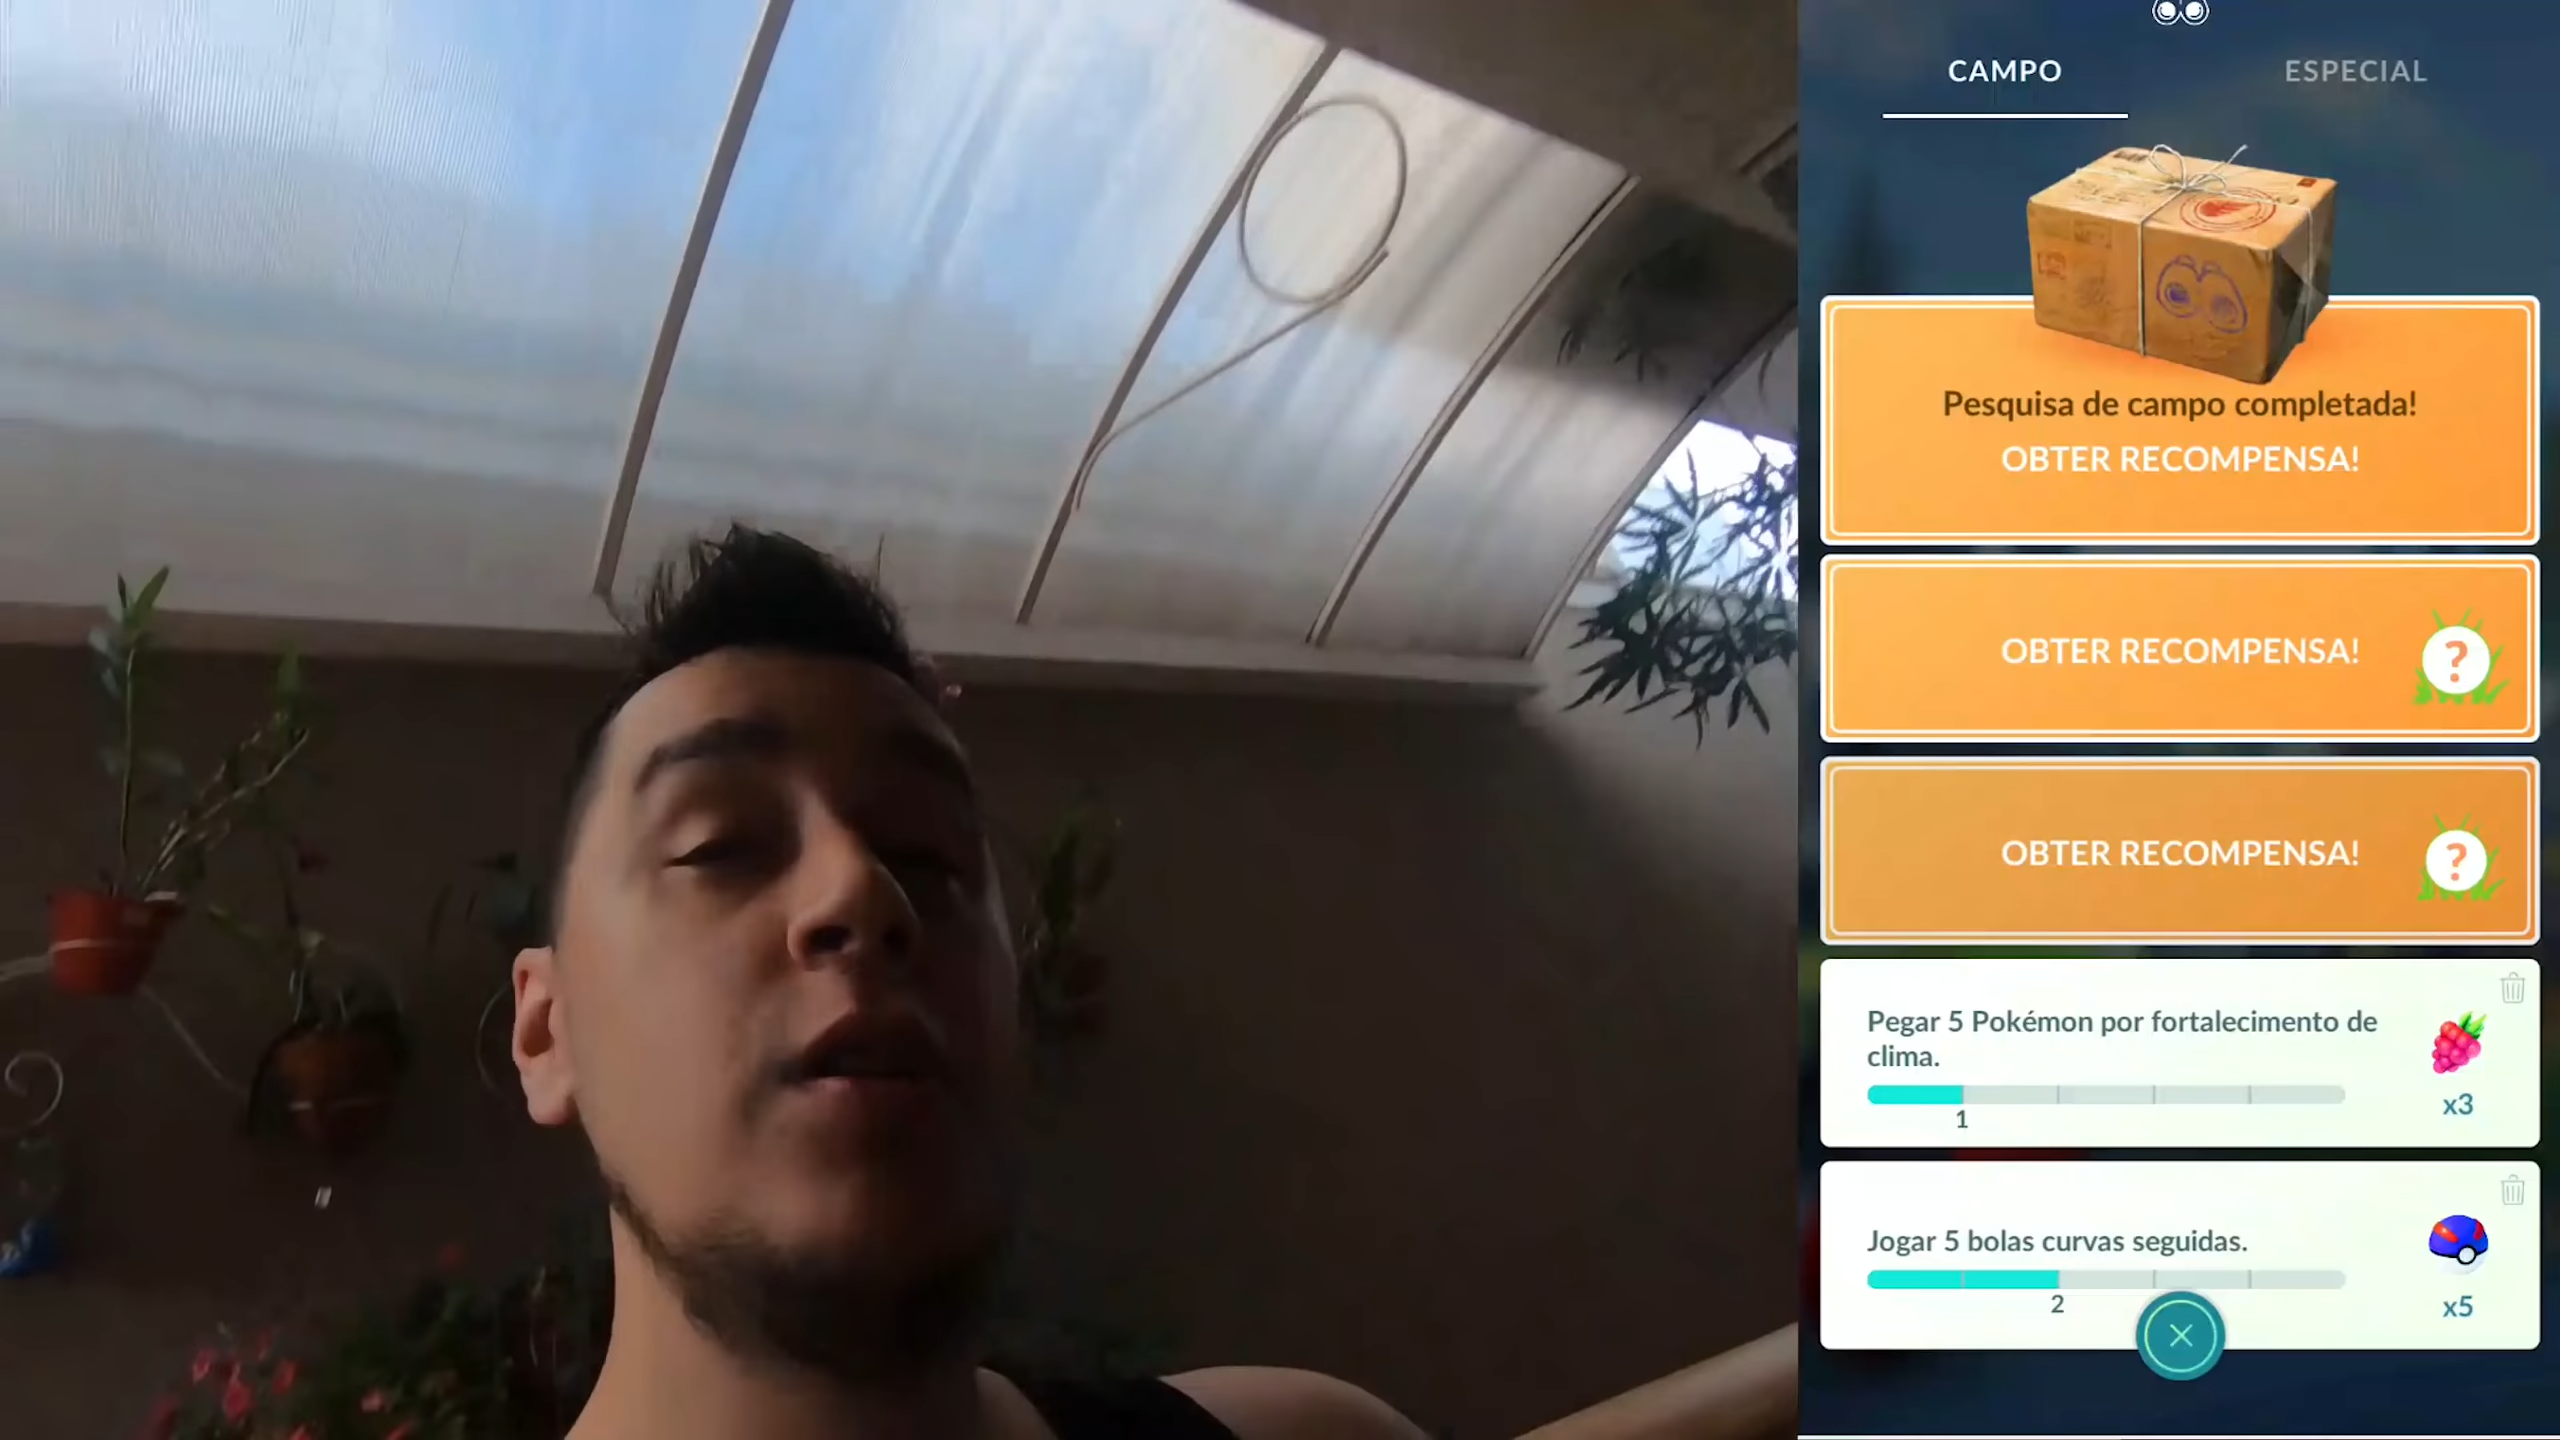 CAMPO
ESPECIAL
Pesquisa de campo completada!
OBTER RECOMPENSA!
OBTER RECOMPENSA!
?
OBTER RECOMPENSA!
?
Pegar 5 Pokémon por fortalecimento de
clima.
1
x3
Jogar 5 bolas curvas seguidas.
2
x5